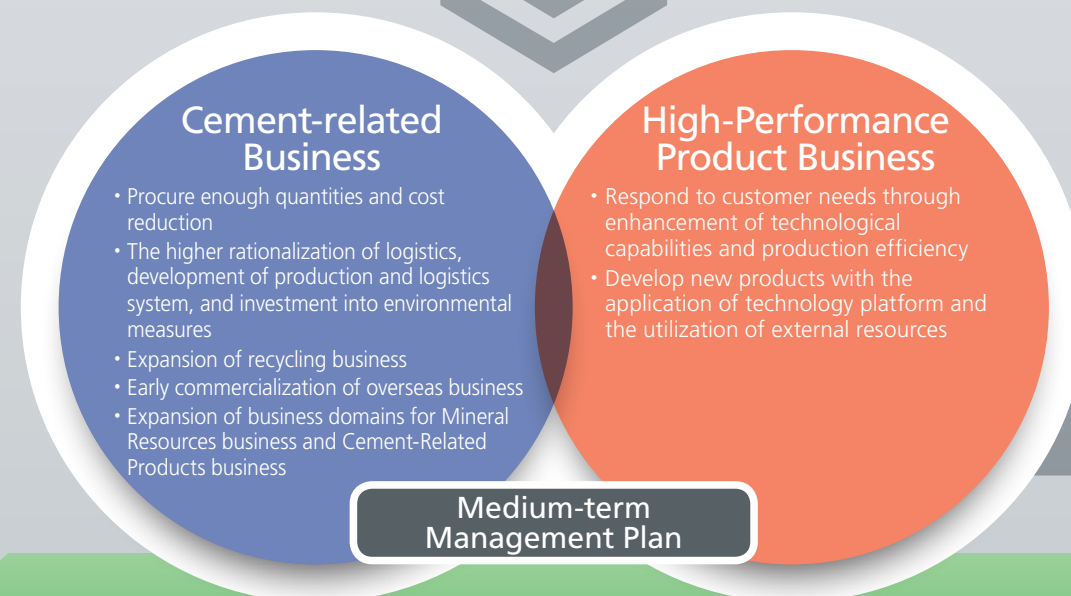 Cement-related
Business
・Procure enough quantities and cost
reduction
・The higher rationalization of logistics,
development of production and logistics
system, and investment into environmental
measures
・Expansion of recycling business
・Early commercialization of overseas business
・Expansion of business domains for Mineral
Resources business and Cement-Related
Products business
High-Performance
Product Business
・Respond to customer needs through
enhancement of technological
capabilities and production efficiency
・Develop new products with the
application of technology platform and
the utilization of external resources
Medium-term
Management Plan